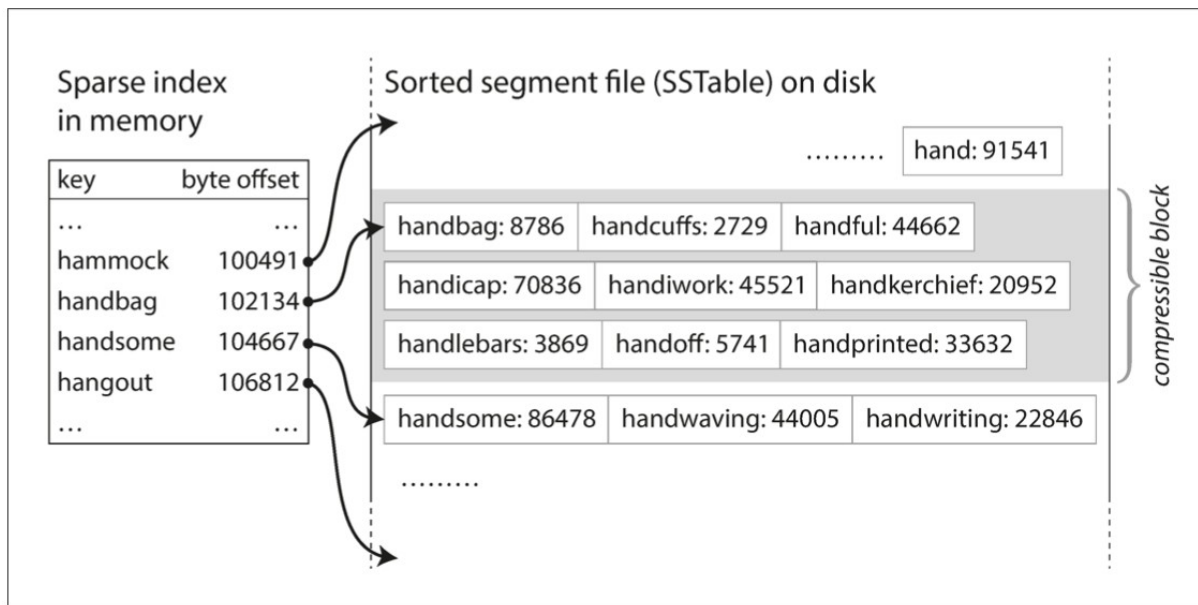 Sparse index
in memory
key byte offset
... ...
hammock 100491
handbag 102134
handsome 104667
hangout 106812
... ...
Sorted segment file (SSTable) on disk
......... hand: 91541
handbag: 8786 handcuffs: 2729 handful: 44662
handicap: 70836 handiwork: 45521 handkerchief: 20952
handlebars: 3869 handoff: 5741 handprinted: 33632
handsome: 86478 handwaving: 44005 handwriting: 22846
.........
compressible block